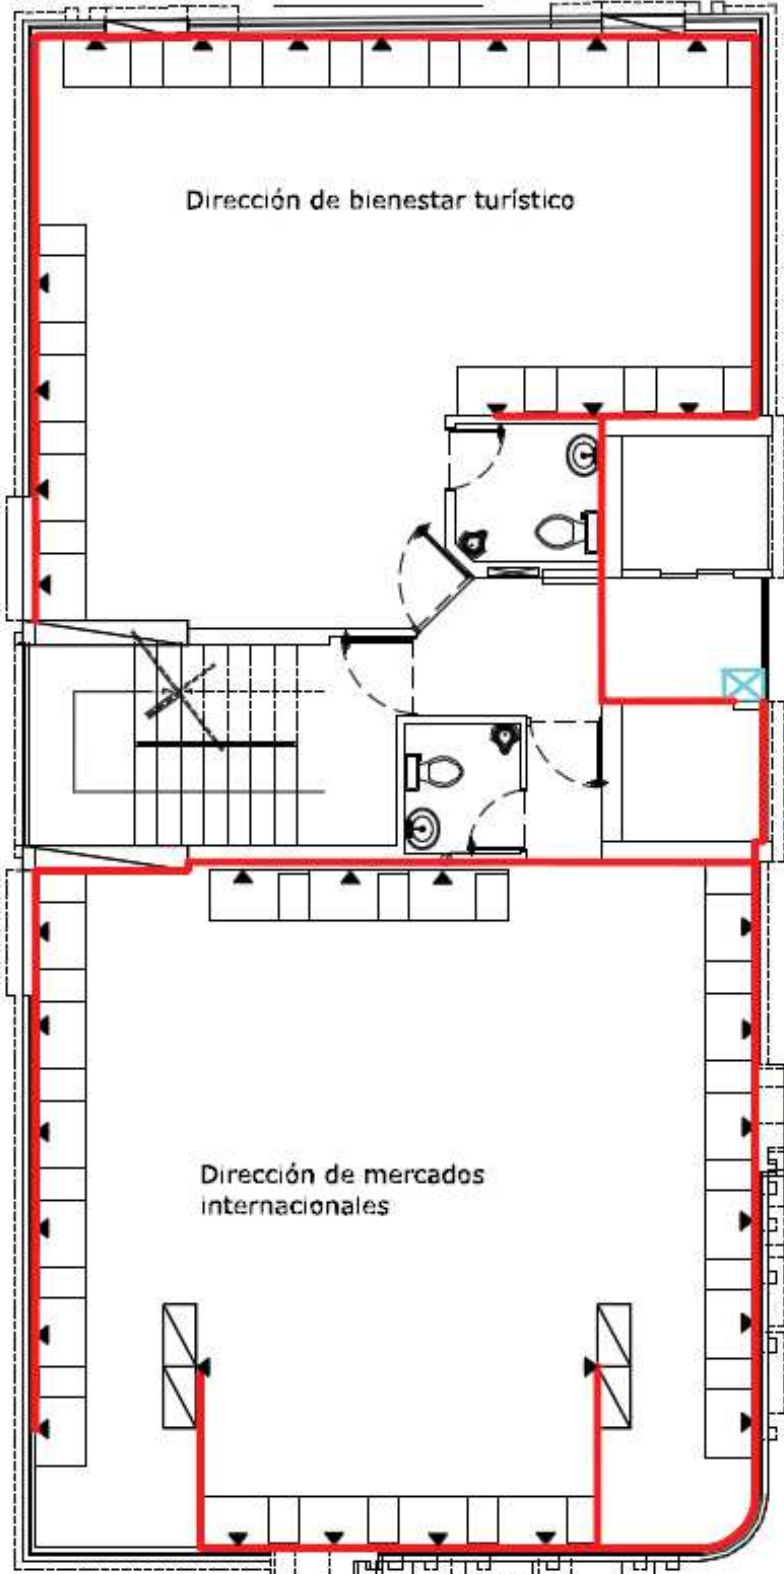 Dirección de bienestar turístico
Dirección de mercados
internacionales